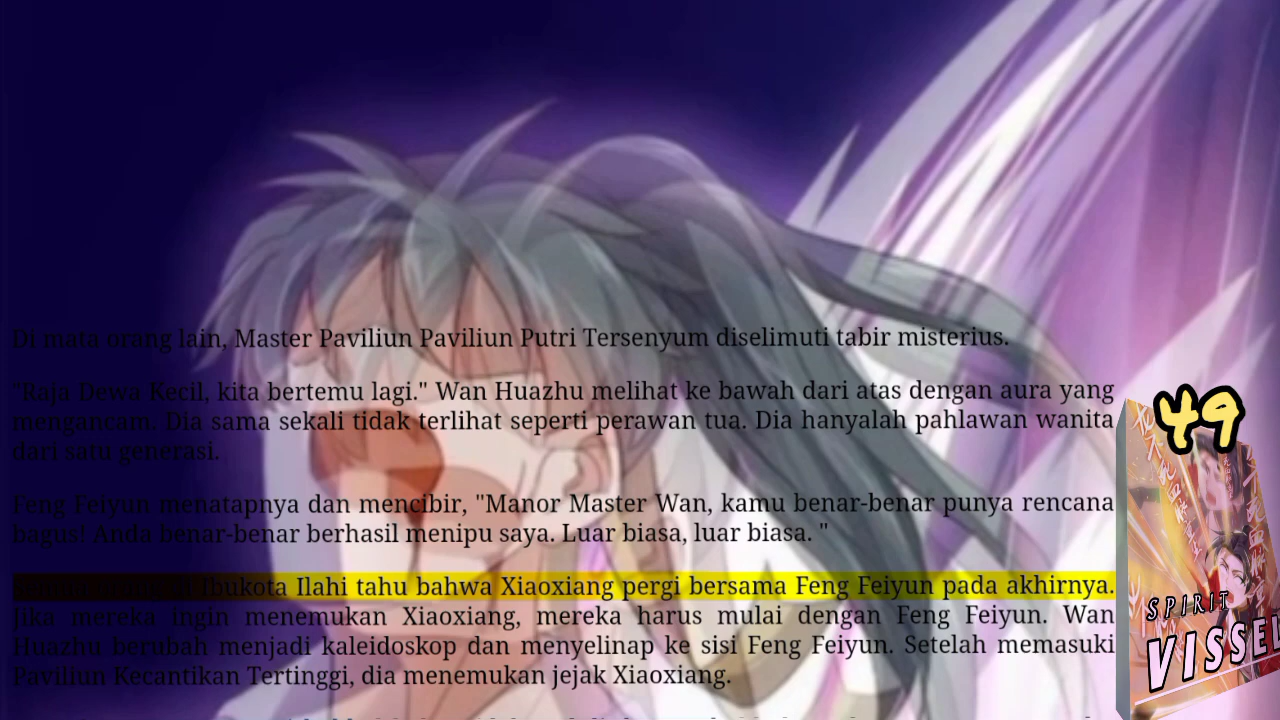 Di mata orang lain, Master Paviliun Paviliun Putri Tersenyum diselimuti tabir misterius.
"Raja Dewa Kecil, kita bertemu lagi." Wan Huazhu melihat ke bawah dari atas dengan aura yang
mengancam. Dia sama sekali tidak terlihat seperti perawan tua. Dia hanyalah pahlawan wanita
dari satu generasi.
Feng Feiyun menatapnya dan mencibir, "Manor Master Wan, kamu benar-benar punya rencana
bagus! Anda benar-benar berhasil menipu saya. Luar biasa, luar biasa. "
Semua orang di Ibukota Ilahi tahu bahwa Xiaoxiang pergi bersama Feng Feiyun pada akhirnya.
Jika mereka ingin menemukan Xiaoxiang, mereka harus mulai dengan Feng Feiyun. Wan
Huazhu berubah menjadi kaleidoskop dan menyelinap ke sisi Feng Feiyun. Setelah memasuki
Paviliun Kecantikan Tertinggi, dia menemukan jejak Xiaoxiang.
49
SPIRIT
VISSEL